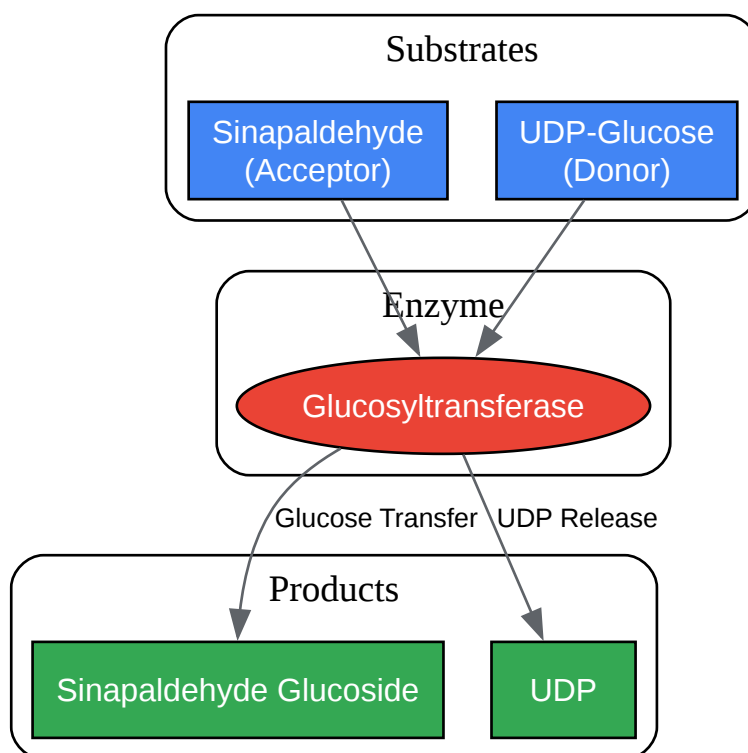 Substrates
Sinapaldehyde
(Acceptor)
UDP-Glucose
(Donor)
Enzyme
Glucosyltransferase
Glucose Transfer
UDP Release
Products
Sinapaldehyde Glucoside
UDP